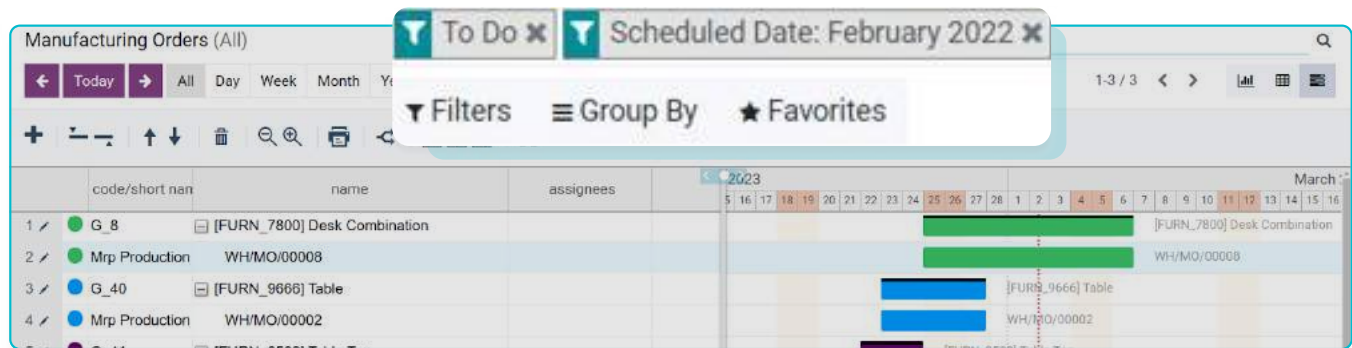 To Do Scheduled Date: February 2022
Manufacturing Orders (All)
Today All Day Week Month
1-3 / 3
Filters Group By Favorites
code/short nan name assignees
2023 March
5 16 17 18 19 20 21 22 23 24 25 26 27 28 1 2 3 4 5 6 7 8 9 10 11 12 13 14 15 16
1 G_8 [FURN_7800] Desk Combination [FURN_7800] Desk Combination
2 Mrp Production WH/MO/00008 WH/MO/00008
3 G_40 [FURN_9666] Table [FURN_9666] Table
4 Mrp Production WH/MO/00002 WH/MO/00002